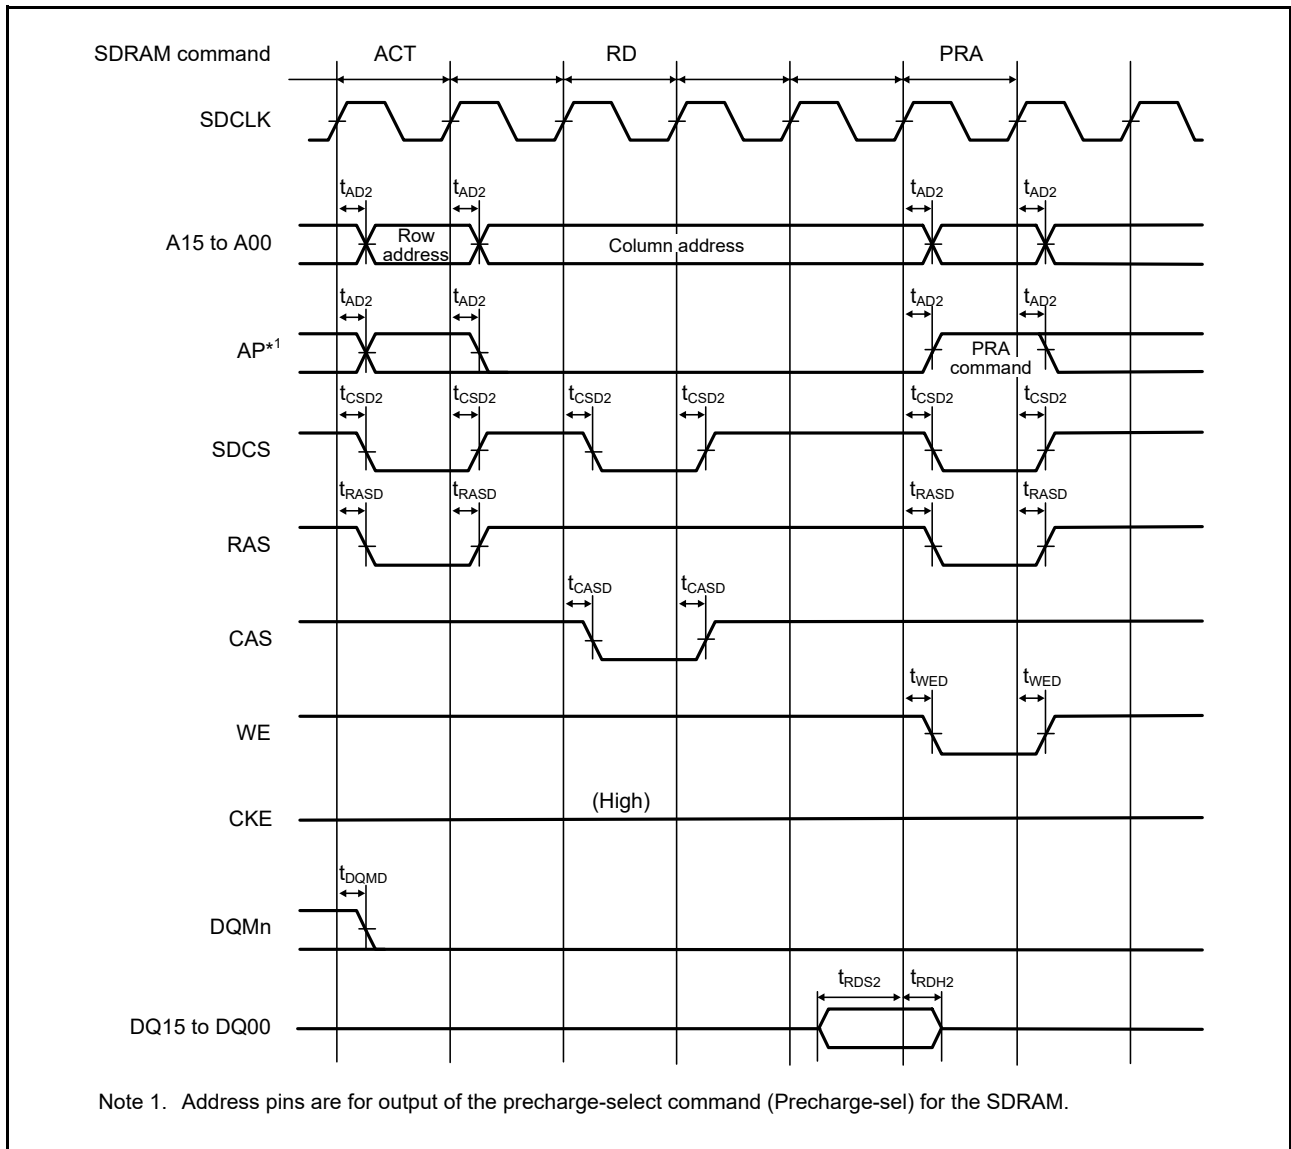 SDRAM command ACT RD PRA
SDCLK
tAD2 tAD2 tAD2 tAD2
A15 to A00
Row
address
Column address
tAD2 tAD2 tAD2 tAD2
AP*1
PRA
command
tCSD2 tCSD2 tCSD2 tCSD2 tCSD2 tCSD2
SDCS
tRASD tRASD tRASD tRASD
RAS
tCASD tCASD
CAS
tWED tWED
WE
(High)
CKE
tDQMD
DQMn
tRDS2 tRDH2
DQ15 to DQ00
Note 1. Address pins are for output of the precharge-select command (Precharge-sel) for the SDRAM.